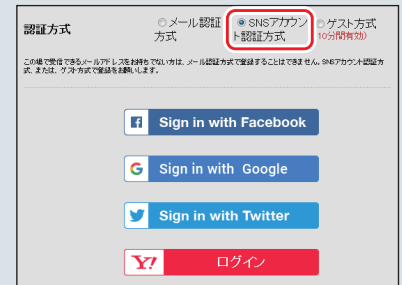 認証方式
メール認証方式
SNSアカウント認証方式
ゲスト方式
10分間有効)
この場で受信できるメールアドレスをお持ちでない方は、メール認証方式で登録することはできません。SNSアカウント認証方
式、または、ゲスト方式で登録をお願いします。
Sign in with Facebook
Sign in with Google
Sign in with Twitter
Y! ログイン